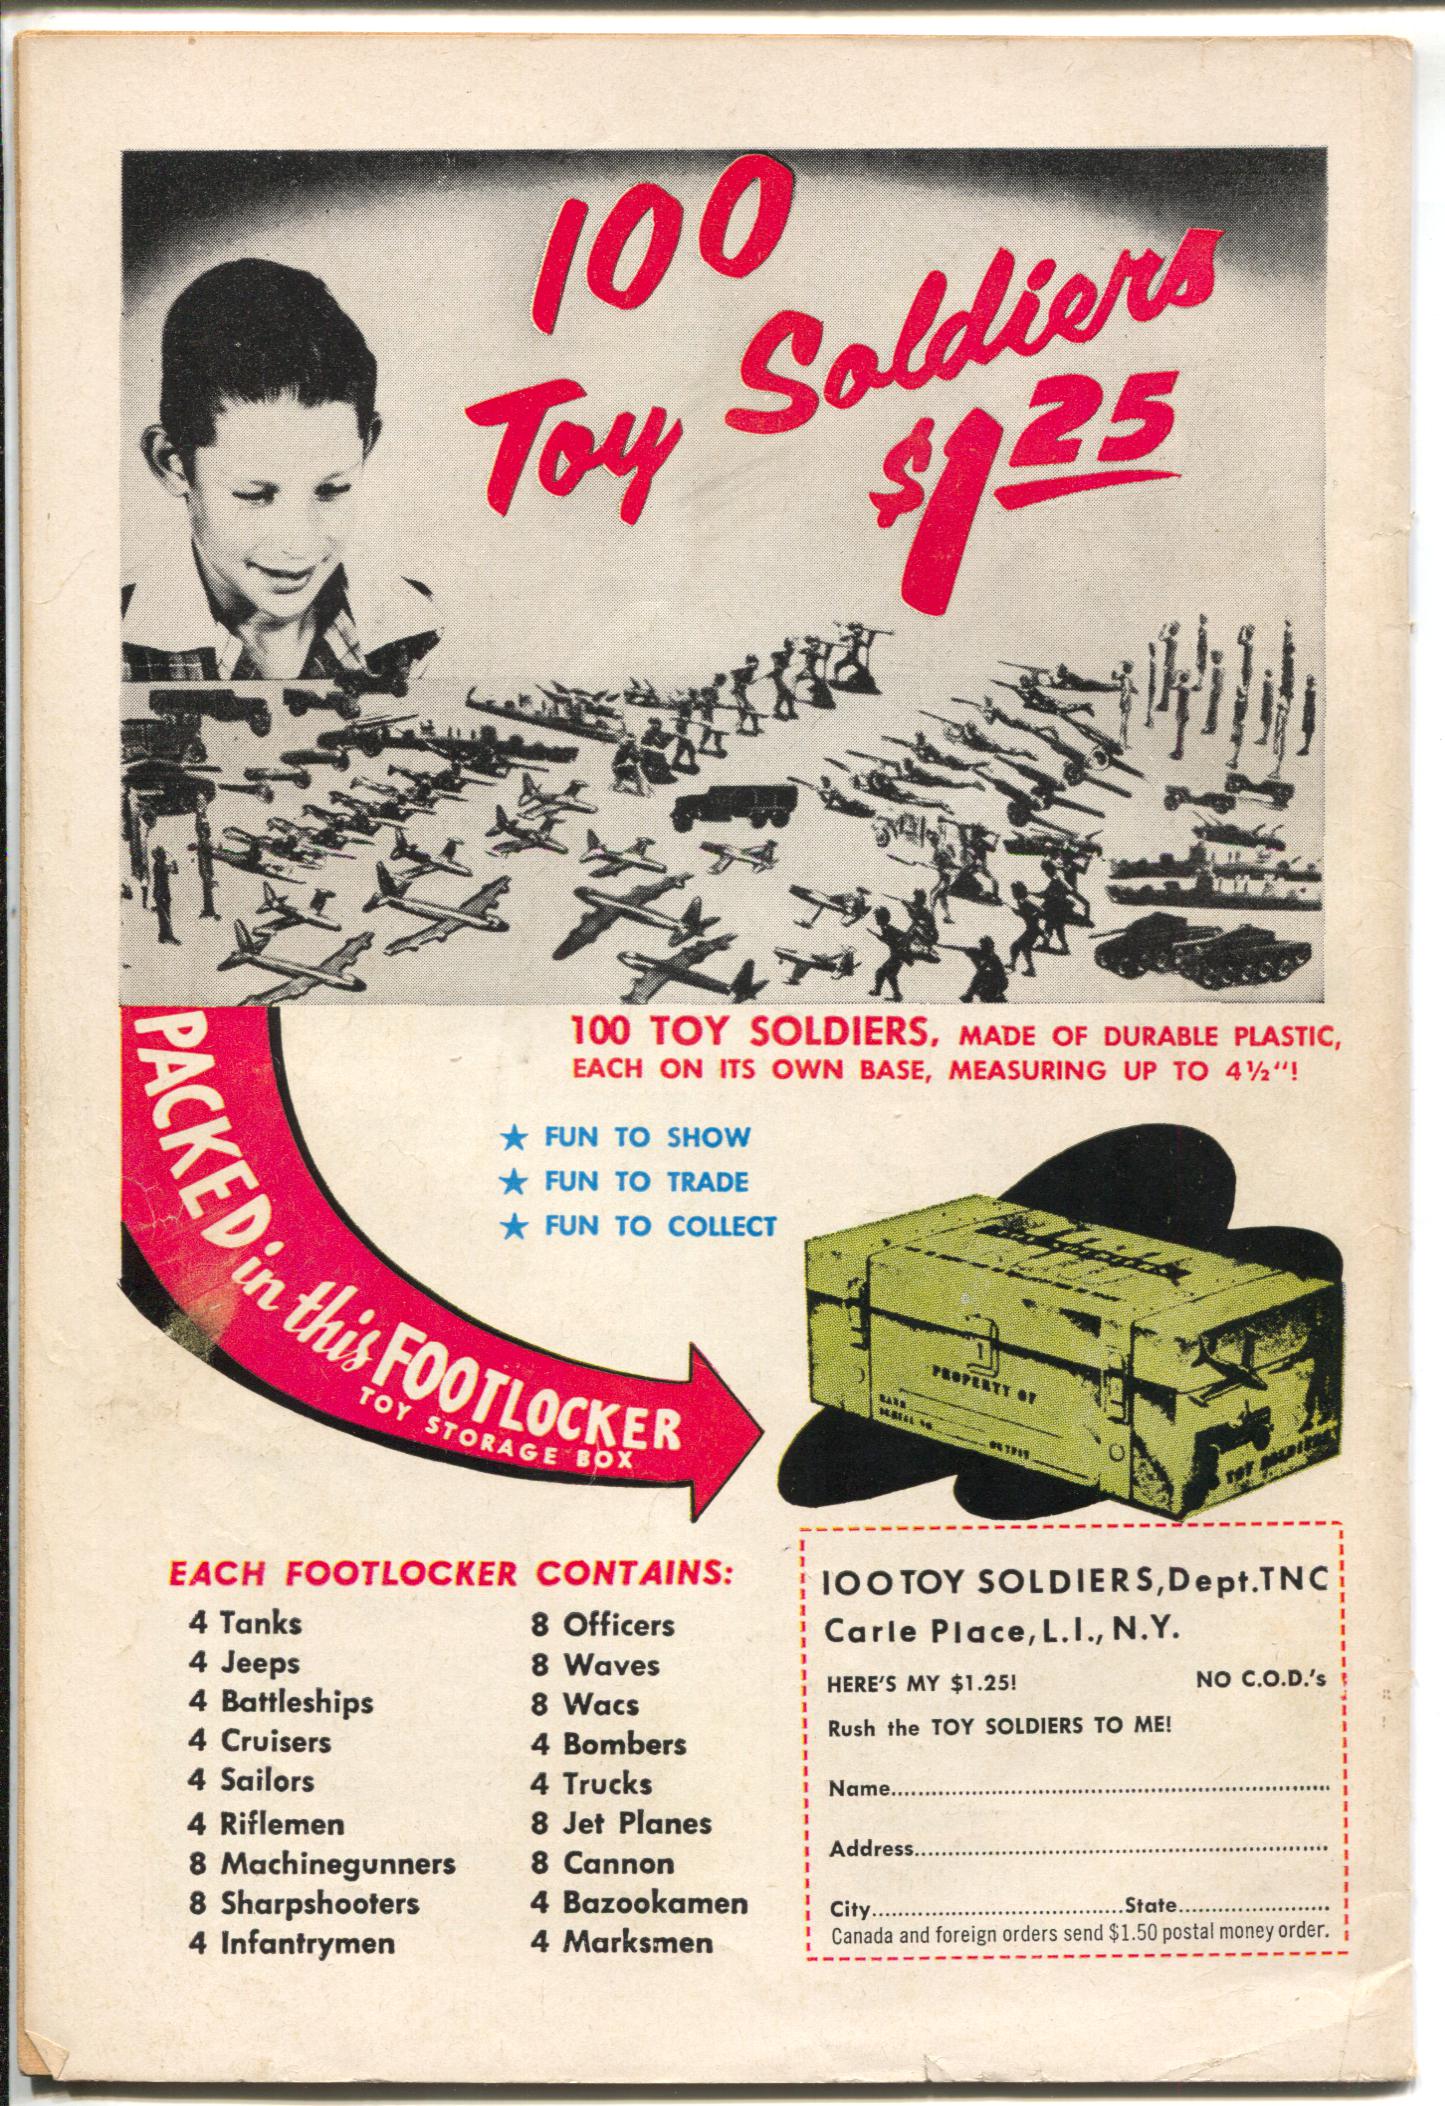 100
Toy Soldiers
$1.25
PACKED in this FOOTLOCKER
TOY STORAGE BOX
100 TOY SOLDIERS, MADE OF DURABLE PLASTIC,
EACH ON ITS OWN BASE, MEASURING UP TO 4½"!
★ FUN TO SHOW
★ FUN TO TRADE
★ FUN TO COLLECT
PROPERTY OF
TOY SOLDIERS
EACH FOOTLOCKER CONTAINS:
4 Tanks
4 Jeeps
4 Battleships
4 Cruisers
4 Sailors
4 Riflemen
8 Machinegunners
8 Sharpshooters
4 Infantrymen
8 Officers
8 Waves
8 Wacs
4 Bombers
4 Trucks
8 Jet Planes
8 Cannon
4 Bazookamen
4 Marksmen
100 TOY SOLDIERS, Dept. TNC
Carle Place, L.I., N.Y.
HERE'S MY $1.25! NO C.O.D.'s
Rush the TOY SOLDIERS TO ME!
Name
Address
City State
Canada and foreign orders send $1.50 postal money order.